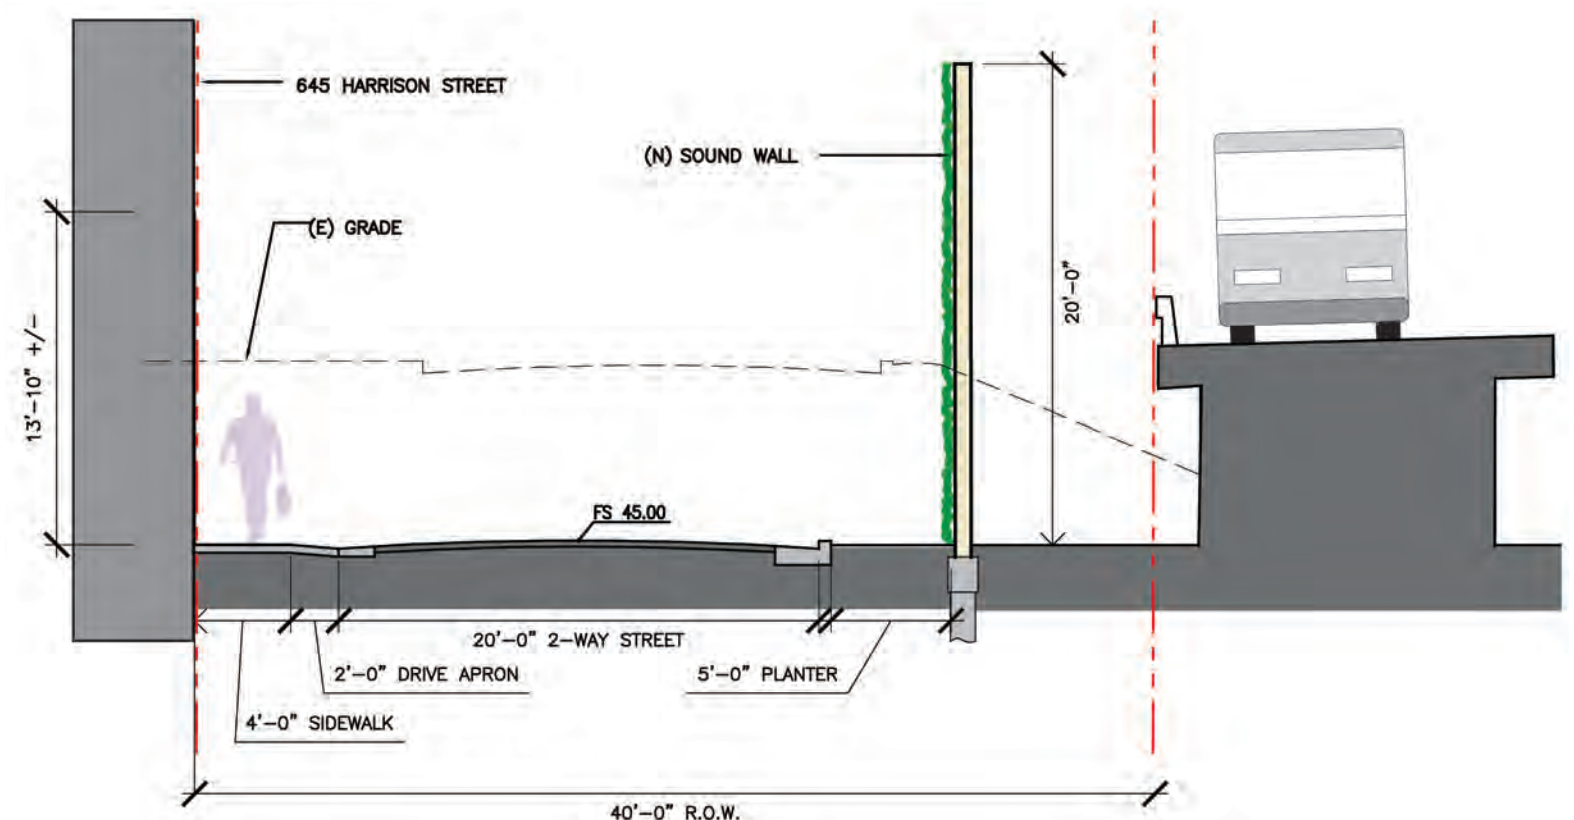 645 HARRISON STREET
(N) SOUND WALL
(E) GRADE
13'-10" +/-
20'-0"
FS 45.00
20'-0" 2-WAY STREET
2'-0" DRIVE APRON
5'-0" PLANTER
4'-0" SIDEWALK
40'-0" R.O.W.